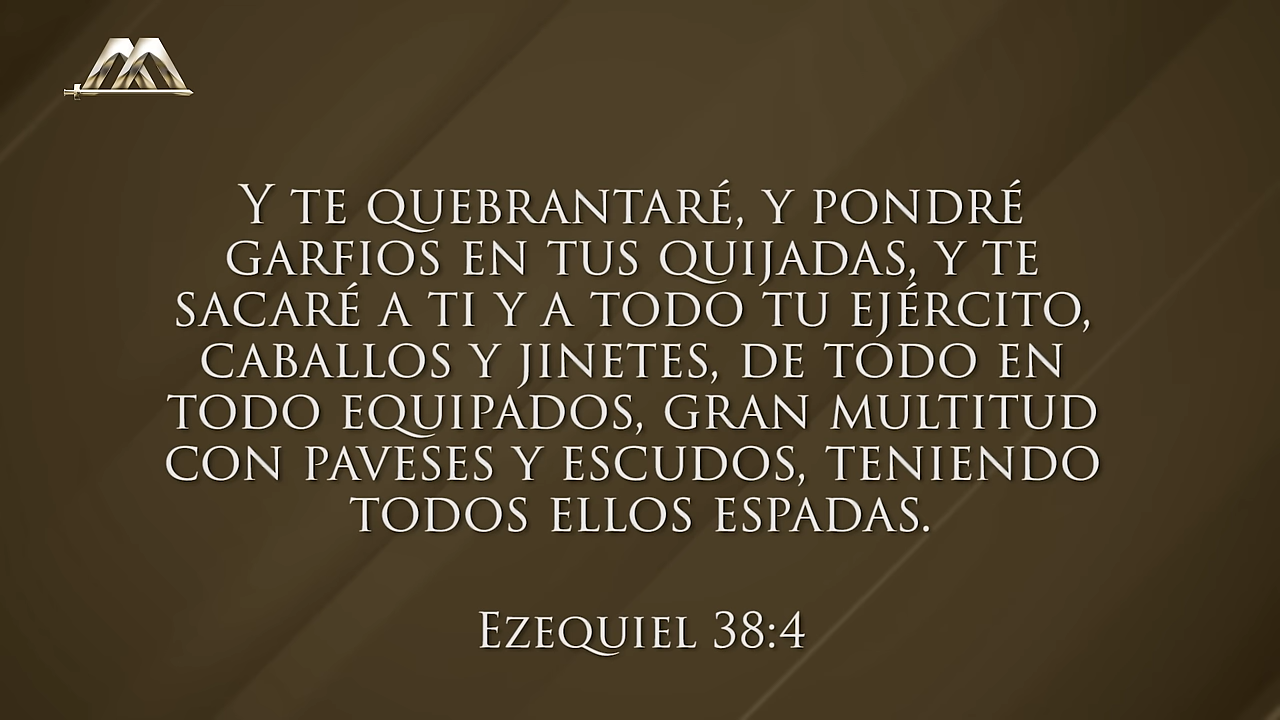 Y te quebrantaré, y pondré
garfios en tus quijadas, y te
sacaré a ti y a todo tu ejército,
caballos y jinetes, de todo en
todo equipados, gran multitud
con paveses y escudos, teniendo
todos ellos espadas.
Ezequiel 38:4